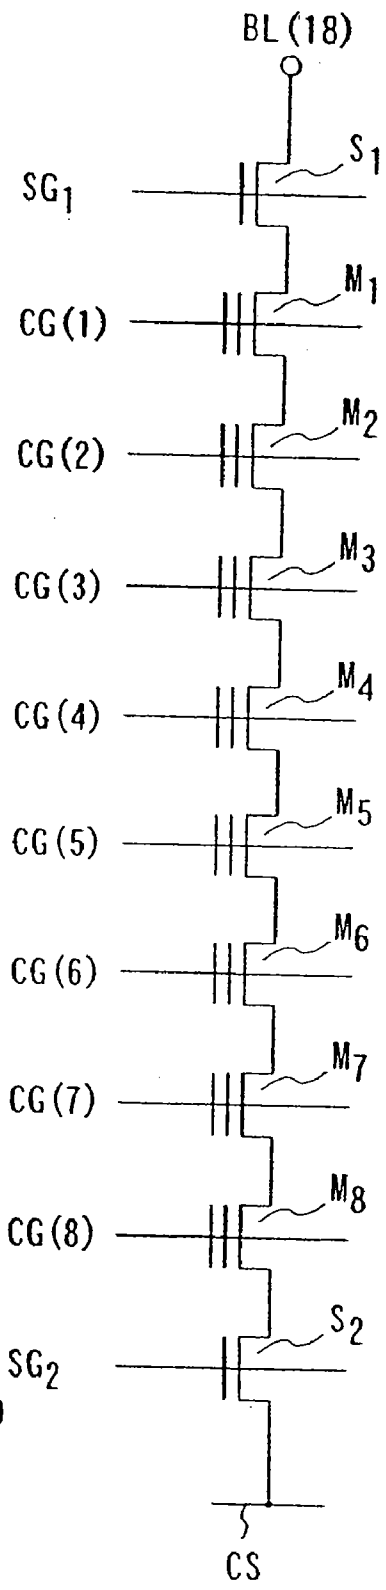 BL(18)
S1
SG1
M1
CG(1)
M2
CG(2)
M3
CG(3)
M4
CG(4)
M5
CG(5)
M6
CG(6)
M7
CG(7)
M8
CG(8)
S2
SG2
CS